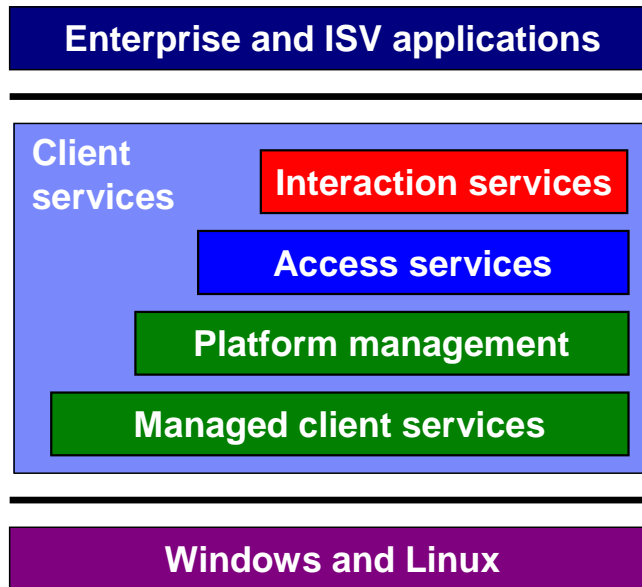 Enterprise and ISV applications
Client
services
Interaction services
Access services
Platform management
Managed client services
Windows and Linux